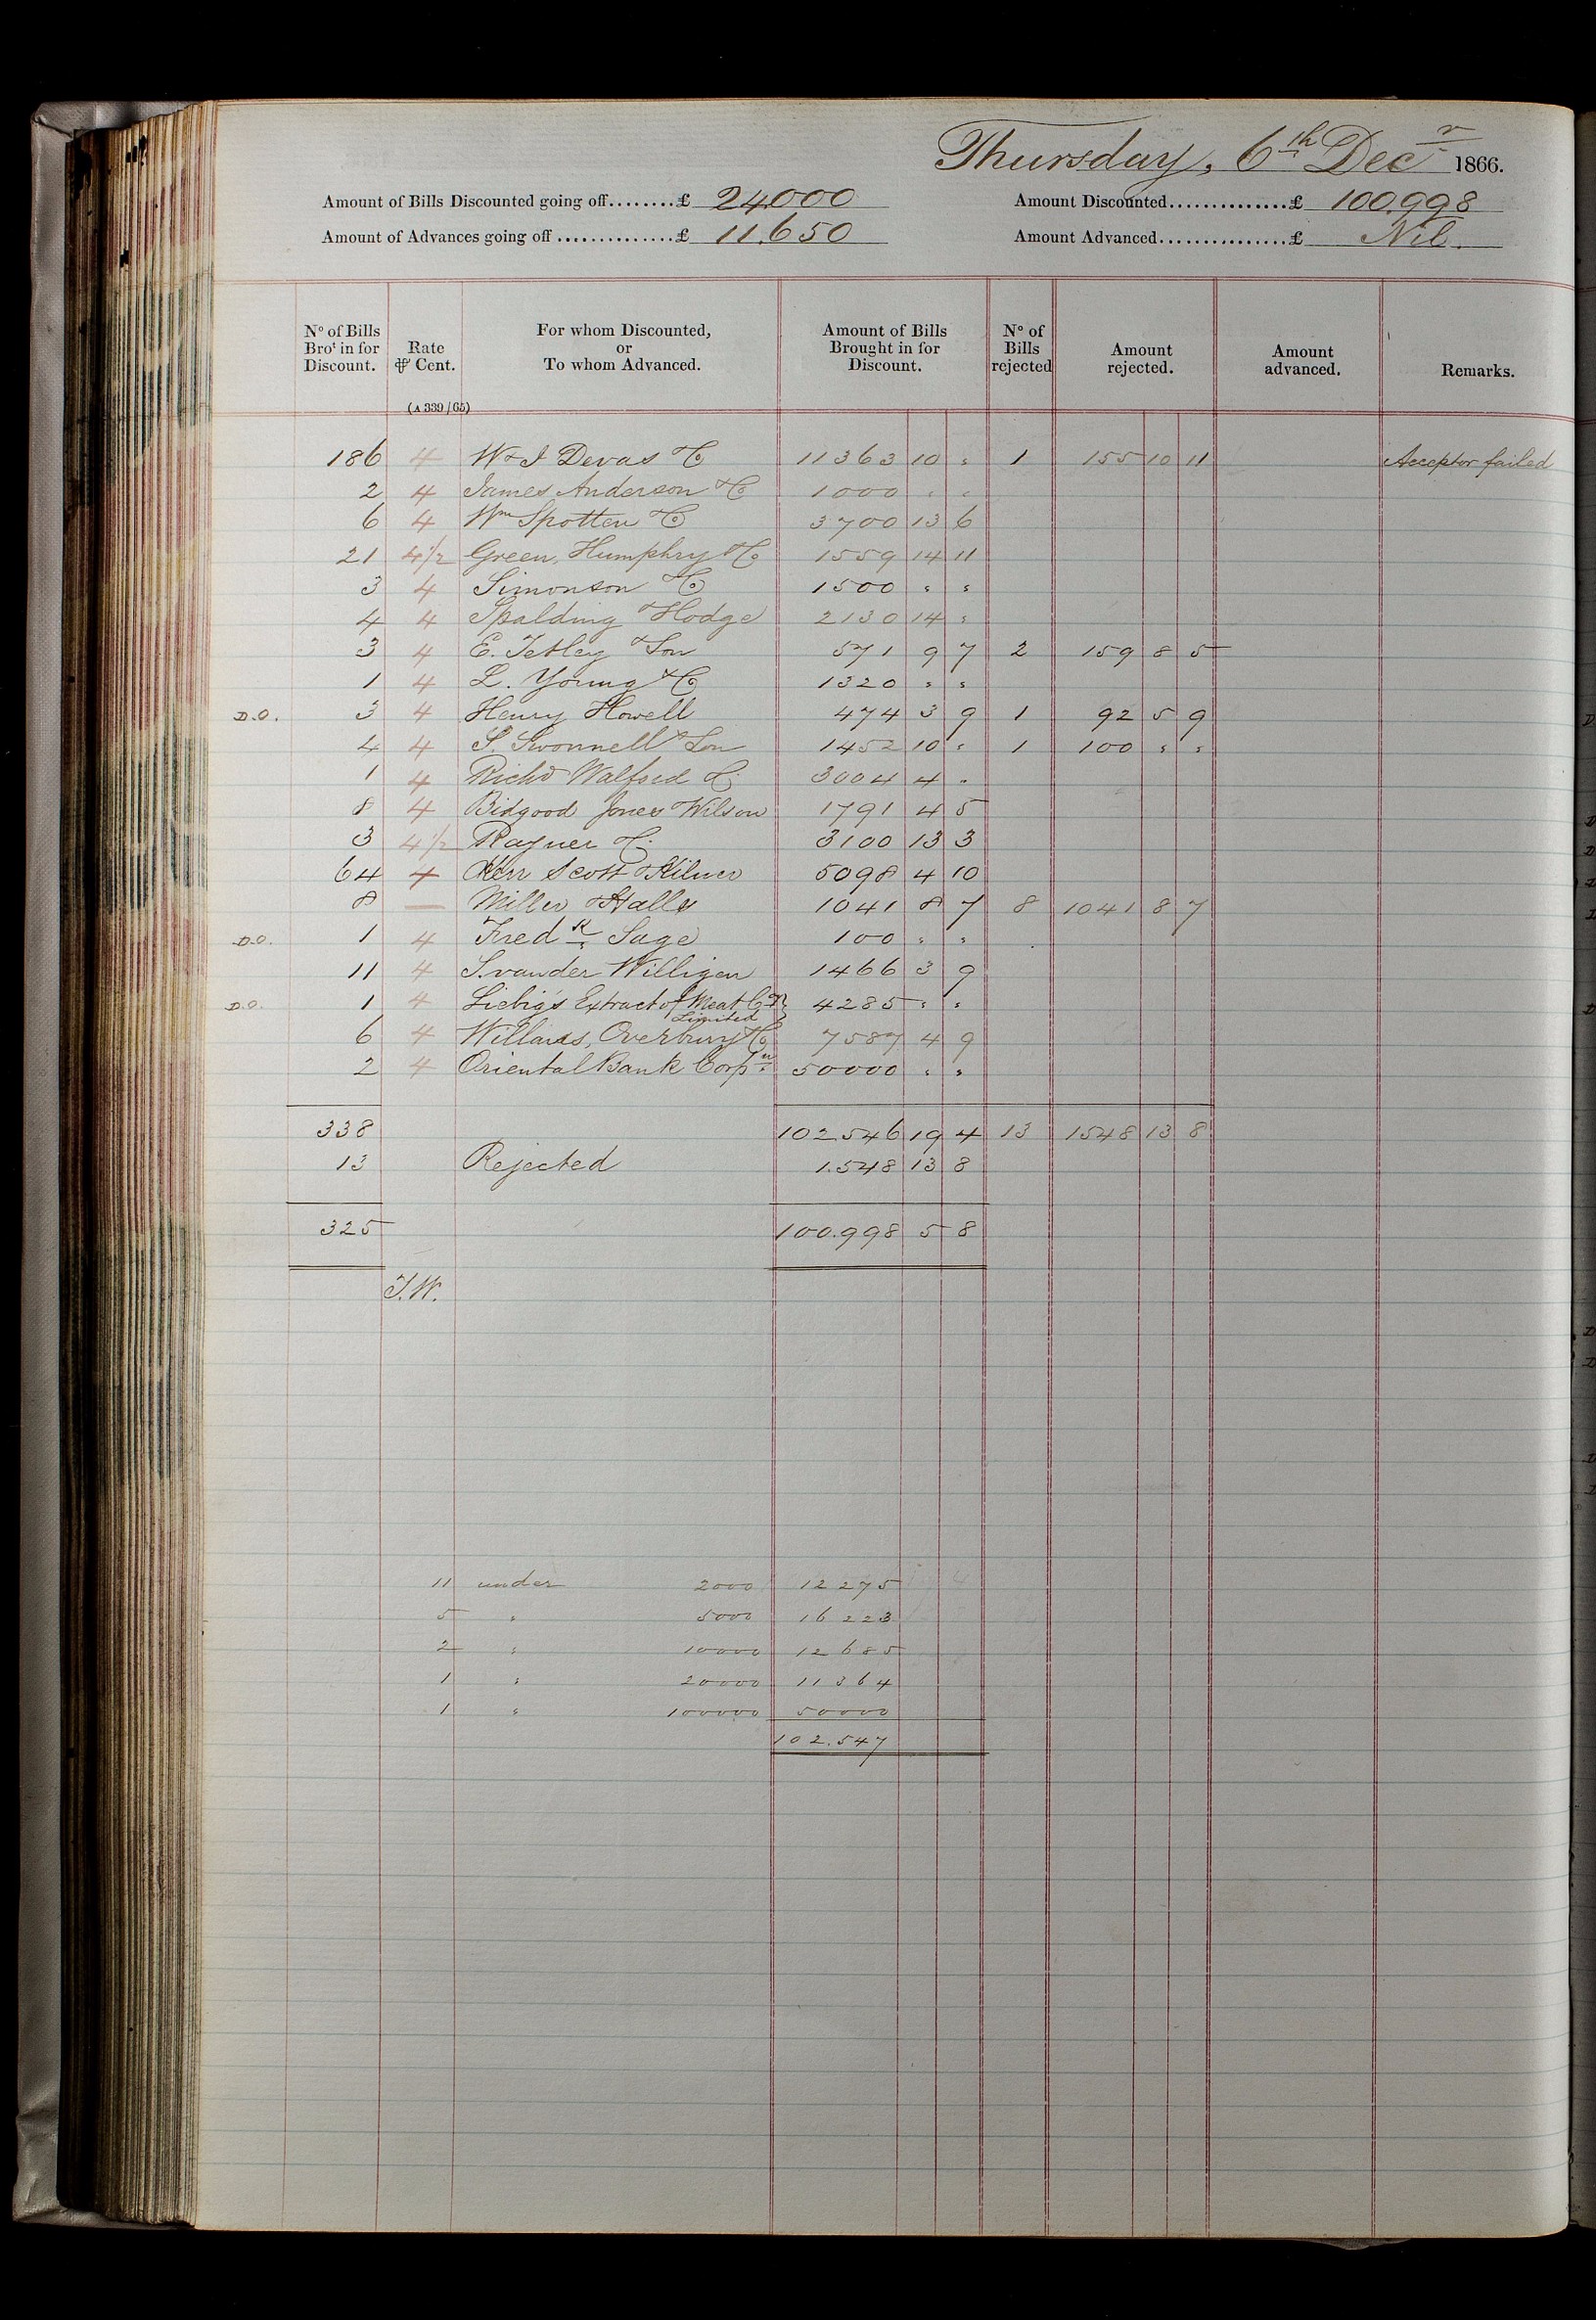 Thursday, 6th Decr 1866.
Amount of Bills Discounted going off........£ 24000 Amount Discounted..............£ 100.998
Amount of Advances going off..............£ 11.650 Amount Advanced...............£ Nil.
No of Bills Brot in for Discount. Rate ⅌ Cent. For whom Discounted, or To whom Advanced. Amount of Bills Brought in for Discount. No of Bills rejected Amount rejected. Amount advanced. Remarks.
(A 339/65)
186 4 W & J Devas & Co 11363 10 " 1 155 10 11 Acceptor failed
2 4 James Anderson & Co 1000 " "
6 4 Wm Spotten & Co 3700 13 6
21 4½ Green, Humphry & Co 1559 14 11
3 4 Simonson & Co 1500 " "
4 4 Spalding & Hodge 2130 14 "
3 4 E. Tetley & Son 571 9 7 2 159 8 5
1 4 L. Young & Co 1320 " "
D.O. 3 4 Henry Howell 474 3 9 1 92 5 9
4 4 S. Swonnell & Son 1452 10 " 1 100 " "
1 4 Richd Walford & Co 3004 4 "
8 4 Bidgood Jones & Wilson 1791 4 5
3 4½ Rayner & Co 3100 13 3
64 4 Kerr Scott & Kilner 5098 4 10
8 — Miller & Halls 1041 8 7 8 1041 8 7
D.O. 1 4 Fredk Sage 100 " "
11 4 S. vander Willigen 1466 3 9
D.O. 1 4 Liebig's Extract of Meat Coy 4285 " "
Limited
6 4 Willans, Overbury & Co 7587 4 9
2 4 Oriental Bank Corpn 50000 " "
338 102.546 19 4 13 1548 13 8
13 Rejected 1.548 13 8
325 100.998 5 8
T.W.
11 under 2000 12275
5 " 5000 16223
2 " 10000 12685
1 " 20000 11364
1 " 100000 50000
102.547